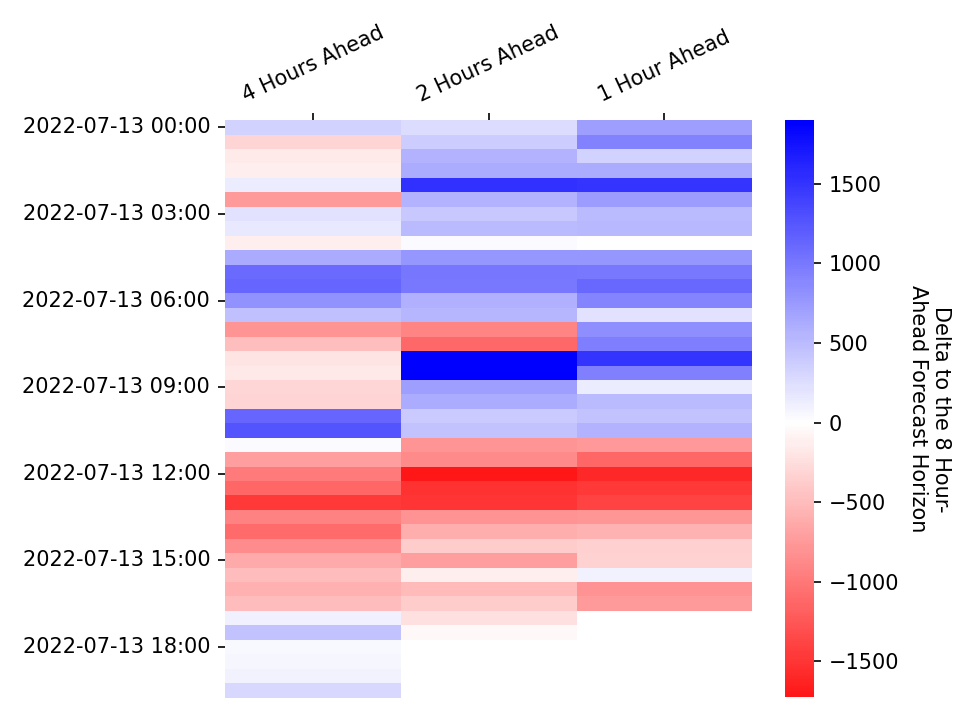 4 Hours Ahead
2 Hours Ahead
1 Hour Ahead
2022-07-13 00:00
2022-07-13 03:00
2022-07-13 06:00
2022-07-13 09:00
2022-07-13 12:00
2022-07-13 15:00
2022-07-13 18:00
1500
1000
500
0
−500
−1000
−1500
Delta to the 8 Hour-
Ahead Forecast Horizon